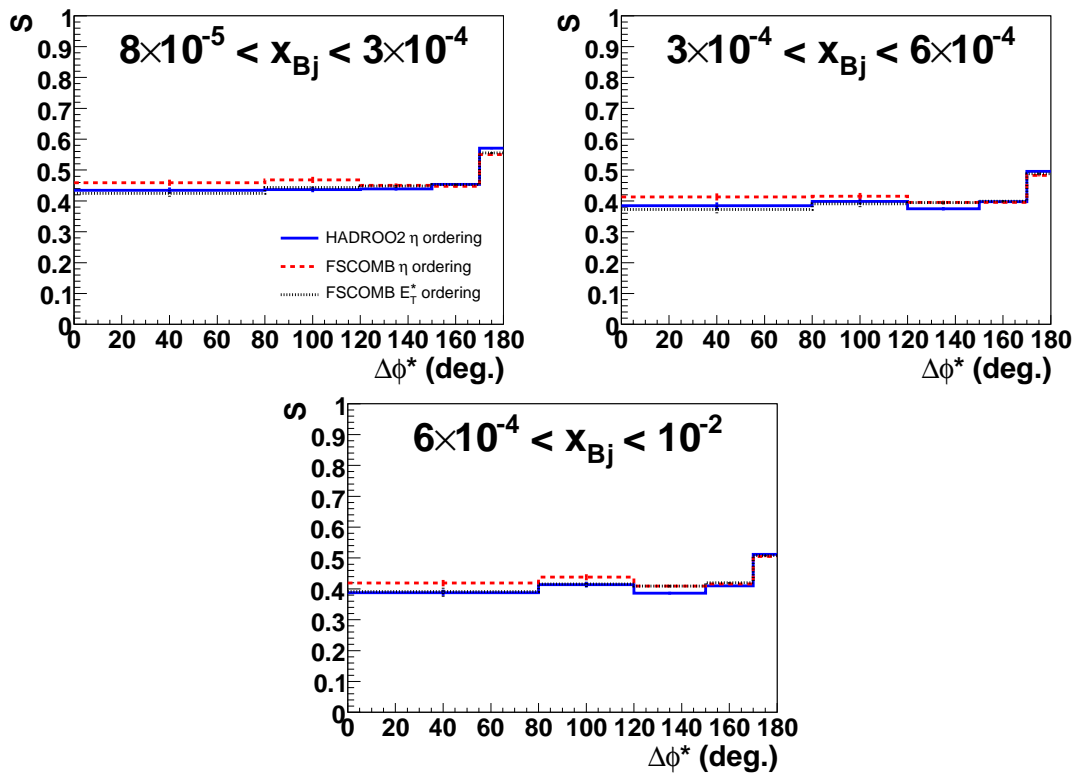 S
1
0.9
0.8
0.7
0.6
0.5
0.4
0.3
0.2
0.1
0
8×10⁻⁵ < x_Bj < 3×10⁻⁴
HADROO2 η ordering
FSCOMB η ordering
FSCOMB E_T^* ordering
0 20 40 60 80 100 120 140 160 180
Δϕ* (deg.)
S
1
0.9
0.8
0.7
0.6
0.5
0.4
0.3
0.2
0.1
0
3×10⁻⁴ < x_Bj < 6×10⁻⁴
0 20 40 60 80 100 120 140 160 180
Δϕ* (deg.)
S
1
0.9
0.8
0.7
0.6
0.5
0.4
0.3
0.2
0.1
0
6×10⁻⁴ < x_Bj < 10⁻²
0 20 40 60 80 100 120 140 160 180
Δϕ* (deg.)